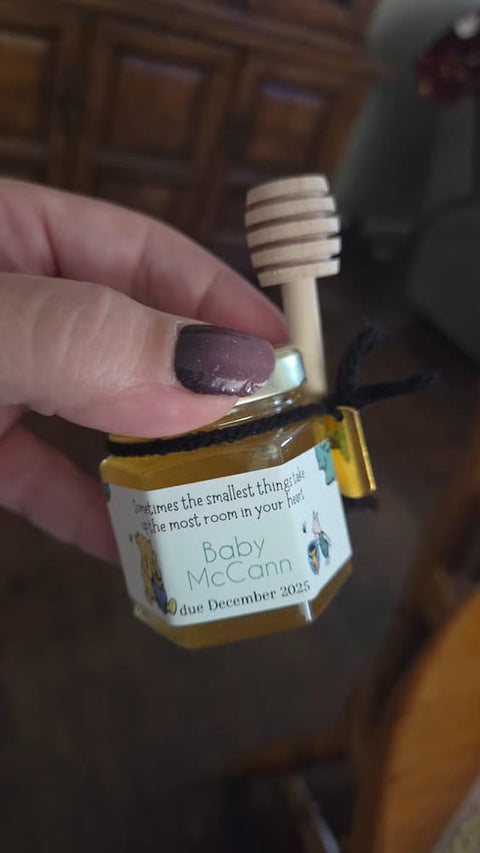 Sometimes the smallest things take
up the most room in your heart
Baby
McCann
due December 2025